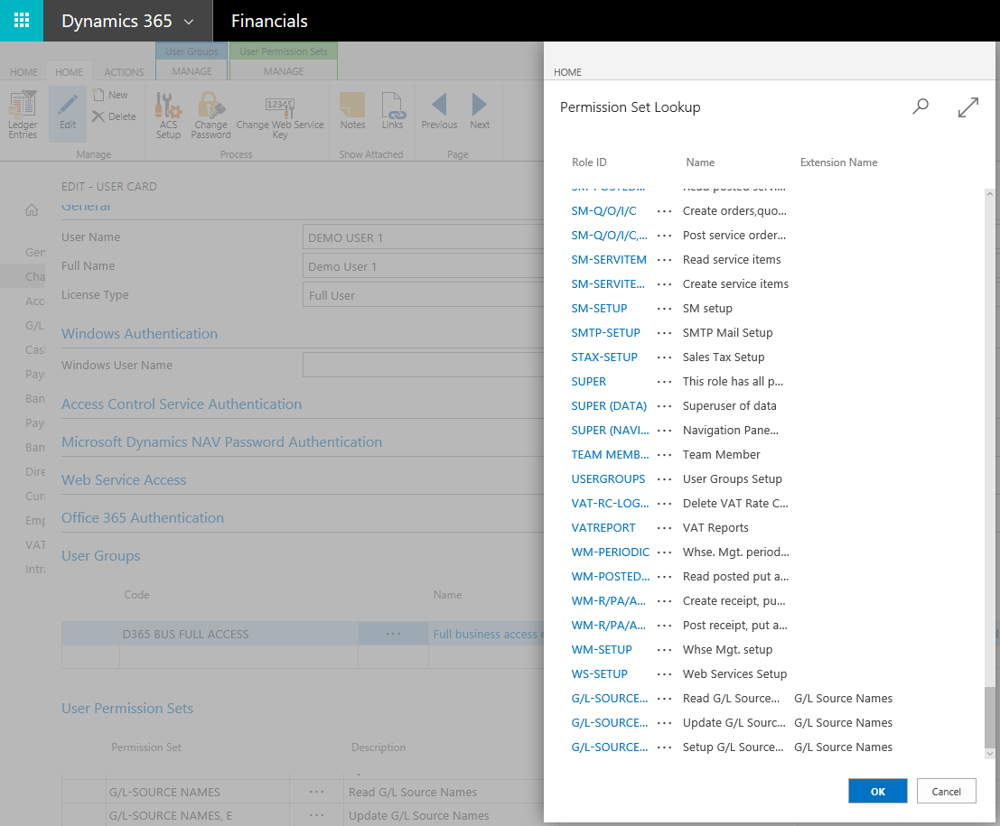 Dynamics 365
Financials
User Groups
User Permission Sets
HOME
HOME
ACTIONS
MANAGE
MANAGE
Ledger
Entries
Edit
New
Delete
ACS
Setup
Change
Password
12345
Change Web Service
Key
Notes
Links
Previous
Next
Manage
Process
Show Attached
Page
EDIT - USER CARD
General
User Name
DEMO USER 1
Full Name
Demo User 1
License Type
Full User
Windows Authentication
Windows User Name
Access Control Service Authentication
Microsoft Dynamics NAV Password Authentication
Web Service Access
Office 365 Authentication
User Groups
Code
Name
D365 BUS FULL ACCESS
···
Full business access e
User Permission Sets
Permission Set
Description
G/L-SOURCE NAMES
···
Read G/L Source Names
G/L-SOURCE NAMES, E
···
Update G/L Source Names
Gen
Cha
Acc
G/L
Cas
Pay
Ban
Pay
Ban
Dire
Cur
Emp
VAT
Intra
HOME
Permission Set Lookup
Role ID Name Extension Name
SM-POSTED... Read posted servi...
SM-Q/O/I/C ··· Create orders,quo...
SM-Q/O/I/C,... ··· Post service order...
SM-SERVITEM ··· Read service items
SM-SERVITE... ··· Create service items
SM-SETUP ··· SM setup
SMTP-SETUP ··· SMTP Mail Setup
STAX-SETUP ··· Sales Tax Setup
SUPER ··· This role has all p...
SUPER (DATA) ··· Superuser of data
SUPER (NAVI... ··· Navigation Pane...
TEAM MEMB... ··· Team Member
USERGROUPS ··· User Groups Setup
VAT-RC-LOG... ··· Delete VAT Rate C...
VATREPORT ··· VAT Reports
WM-PERIODIC ··· Whse. Mgt. period...
WM-POSTED... ··· Read posted put a...
WM-R/PA/A... ··· Create receipt, pu...
WM-R/PA/A... ··· Post receipt, put a...
WM-SETUP ··· Whse Mgt. setup
WS-SETUP ··· Web Services Setup
G/L-SOURCE... ··· Read G/L Source... G/L Source Names
G/L-SOURCE... ··· Update G/L Sourc... G/L Source Names
G/L-SOURCE... ··· Setup G/L Source... G/L Source Names
OK
Cancel